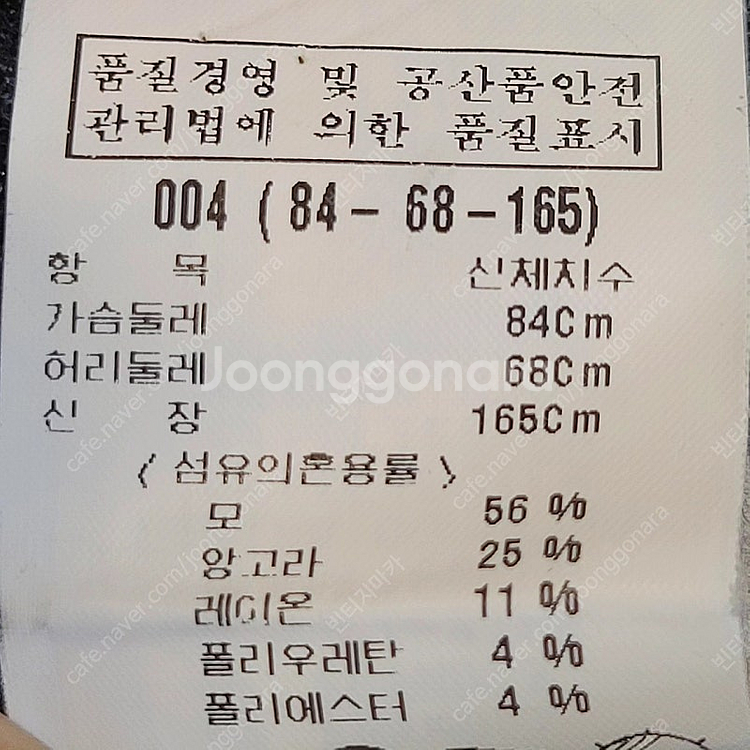 품질경영 및 공산품안전
관리법에 의한 품질표시
004 ( 84 - 68 - 165)
항 목 신체치수
가슴둘레 84Cm
허리둘레 68Cm
신 장 165Cm
Joonggonara
< 섬유의혼용률 >
모 56 %
앙고라 25 %
레이온 11 %
폴리우레탄 4 %
폴리에스터 4 %